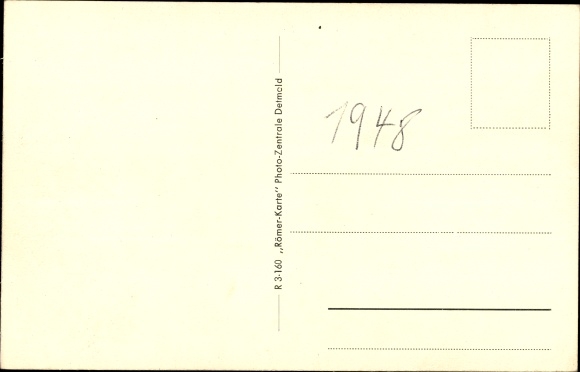 R 3-160 „Römer-Karte" Photo-Zentrale Detmold
1948